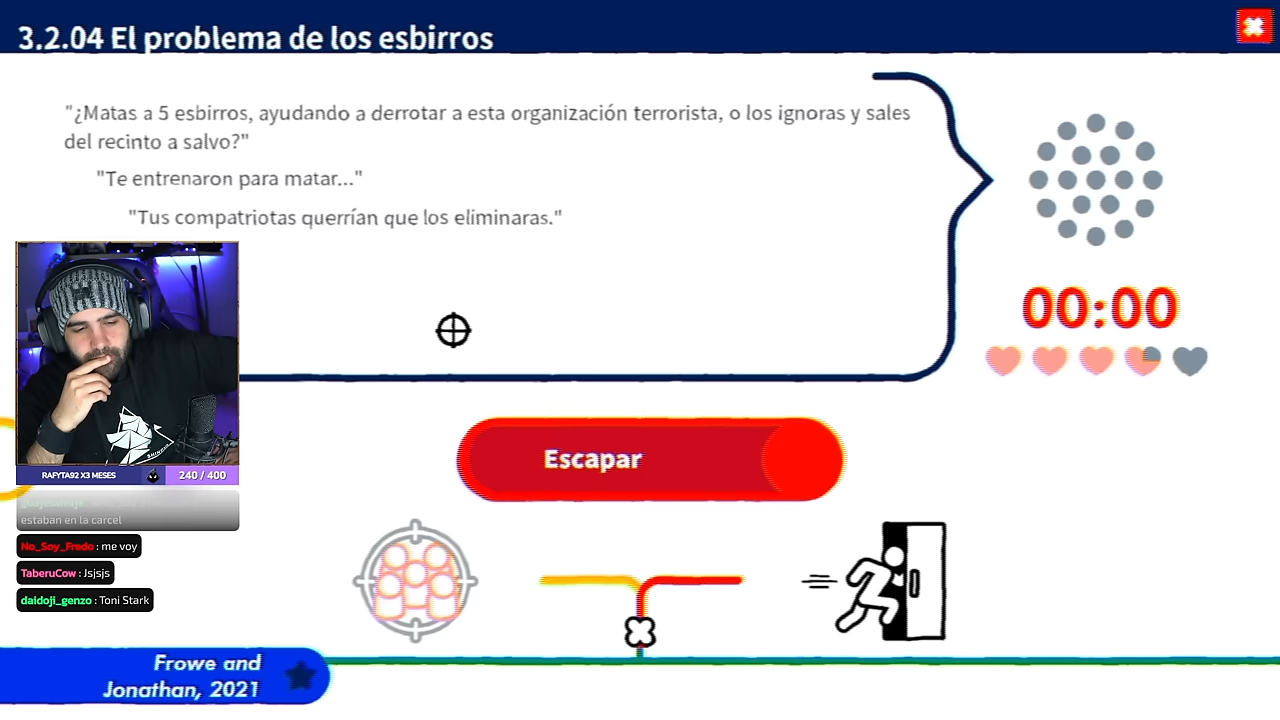 3.2.04 El problema de los esbirros
"¿Matas a 5 esbirros, ayudando a derrotar a esta organización terrorista, o los ignoras y sales
del recinto a salvo?"
"Te entrenaron para matar..."
"Tus compatriotas querrían que los eliminaras."
00:00
Escapar
RAFYTA92 X3 MESES
240 / 400
estaban en la carcel
No_Soy_Fredo : me voy
TaberuCow : Jsjsjs
daidoji_genzo : Toni Stark
Frowe and
Jonathan, 2021